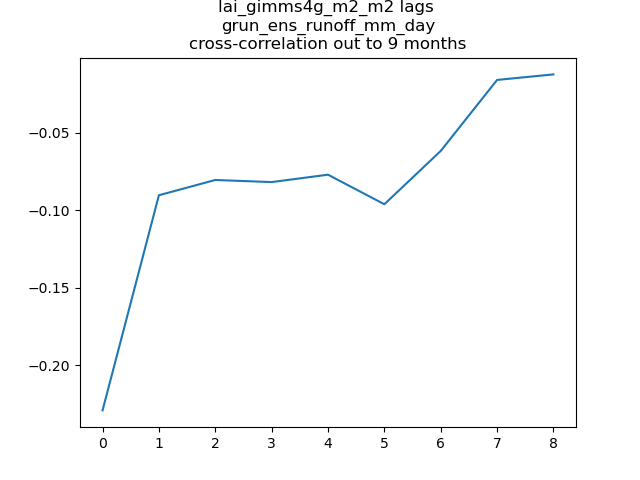 lai_gimms4g_m2_m2 lags
grun_ens_runoff_mm_day
cross-correlation out to 9 months
−0.05
−0.10
−0.15
−0.20
0 1 2 3 4 5 6 7 8